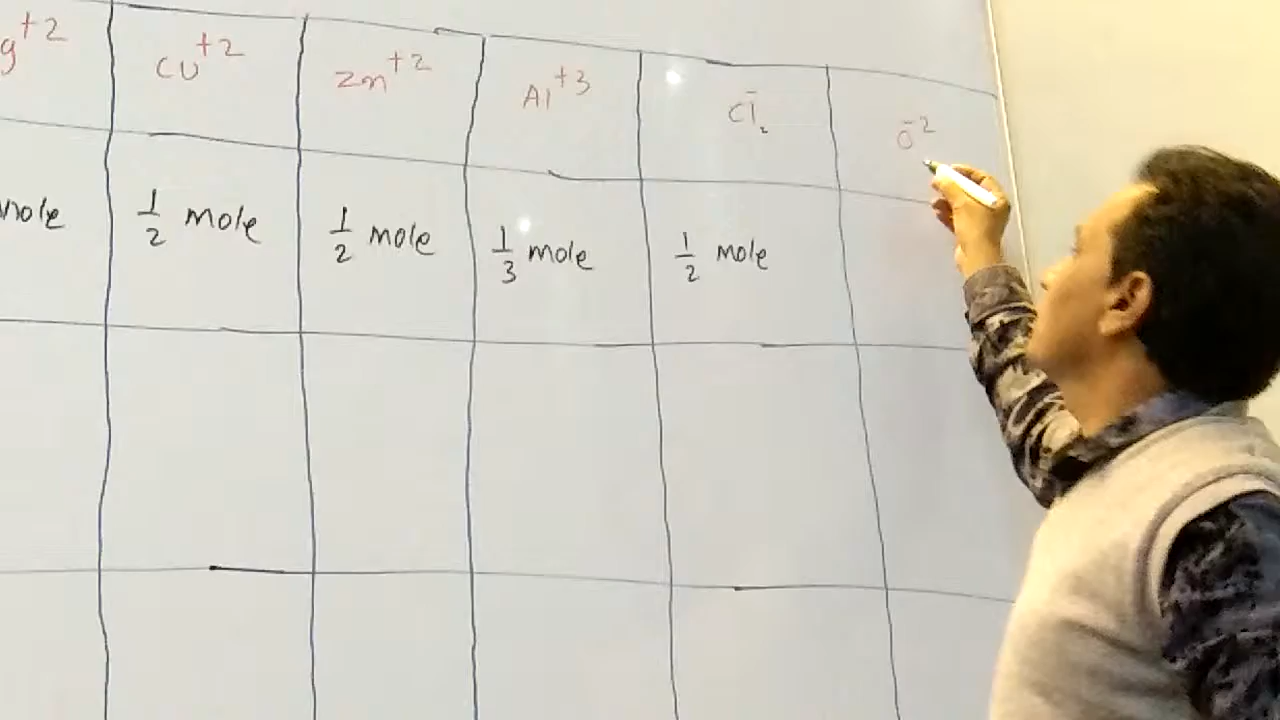 g⁺² Cu⁺² Zn⁺² Al⁺³ Cl⁻₂ O⁻²
mole 1/2 mole 1/2 mole 1/3 mole 1/2 mole